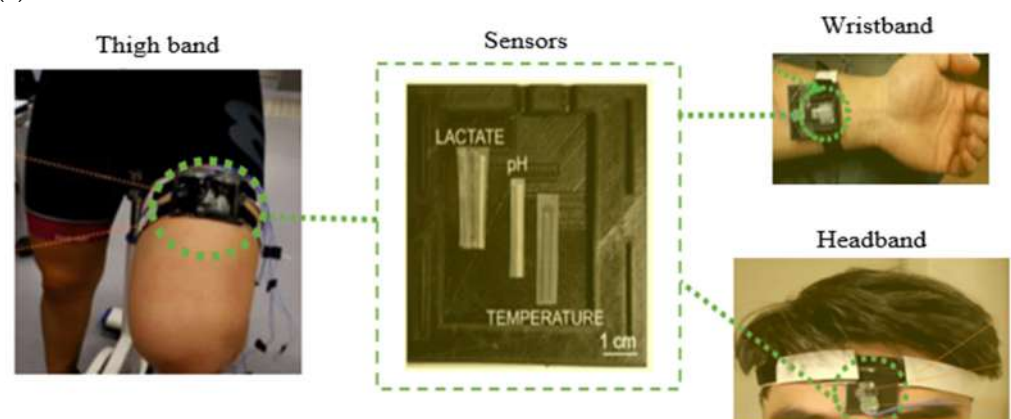 Thigh band
Sensors
Wristband
LACTATE
pH
TEMPERATURE
1 cm
Headband